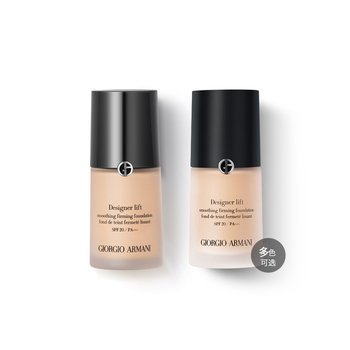 Designer lift
smoothing firming foundation
fond de teint fermeté lissant
GIORGIO ARMANI
SPF 20 / PA++
Designer lift
smoothing firming foundation
fond de teint fermeté lissant
GIORGIO ARMANI
SPF 20 / PA++
多色
可选